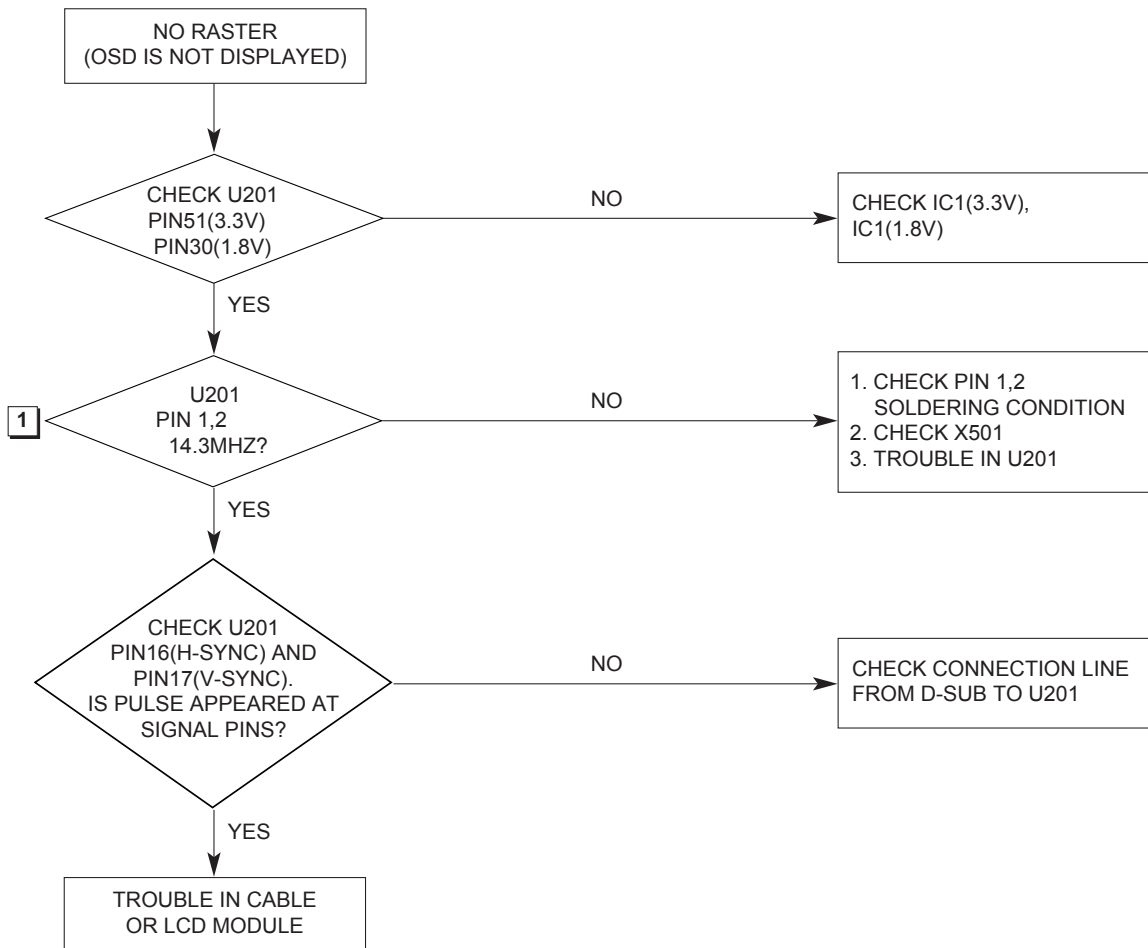 NO RASTER
(OSD IS NOT DISPLAYED)
CHECK U201
PIN51(3.3V)
PIN30(1.8V)
NO
CHECK IC1(3.3V),
IC1(1.8V)
YES
1
U201
PIN 1,2
14.3MHZ?
NO
1. CHECK PIN 1,2
SOLDERING CONDITION
2. CHECK X501
3. TROUBLE IN U201
YES
CHECK U201
PIN16(H-SYNC) AND
PIN17(V-SYNC).
IS PULSE APPEARED AT
SIGNAL PINS?
NO
CHECK CONNECTION LINE
FROM D-SUB TO U201
YES
TROUBLE IN CABLE
OR LCD MODULE